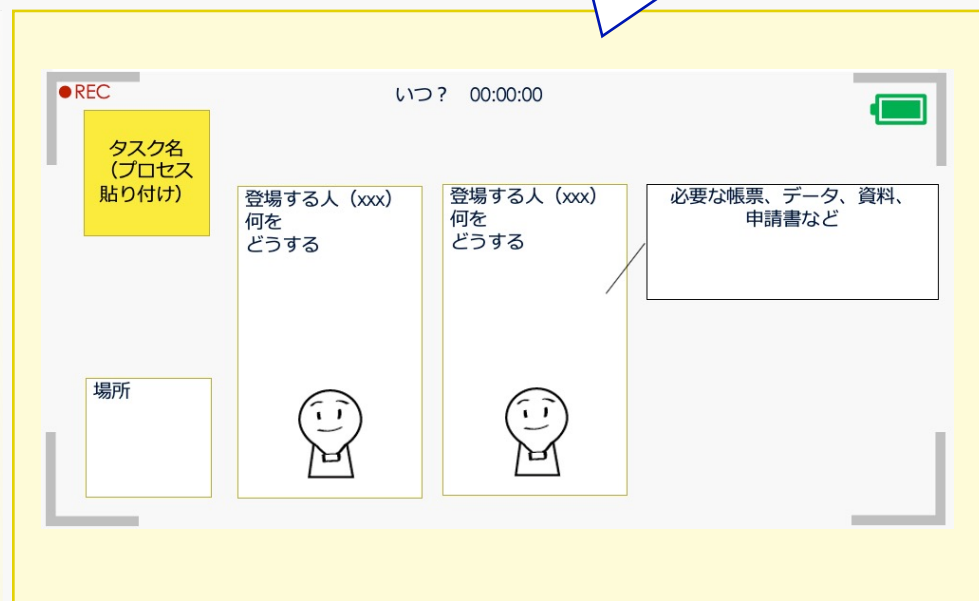 REC
いつ？ 00:00:00
タスク名
（プロセス
貼り付け）
登場する人（xxx）
何を
どうする
登場する人（xxx）
何を
どうする
必要な帳票、データ、資料、
申請書など
場所